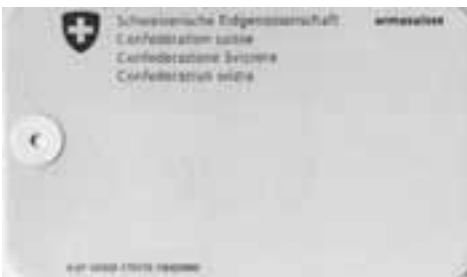 Schweizerische Eidgenossenschaft
armasuisse
Confédération suisse
Confederazione Svizzera
Confederaziun svizra